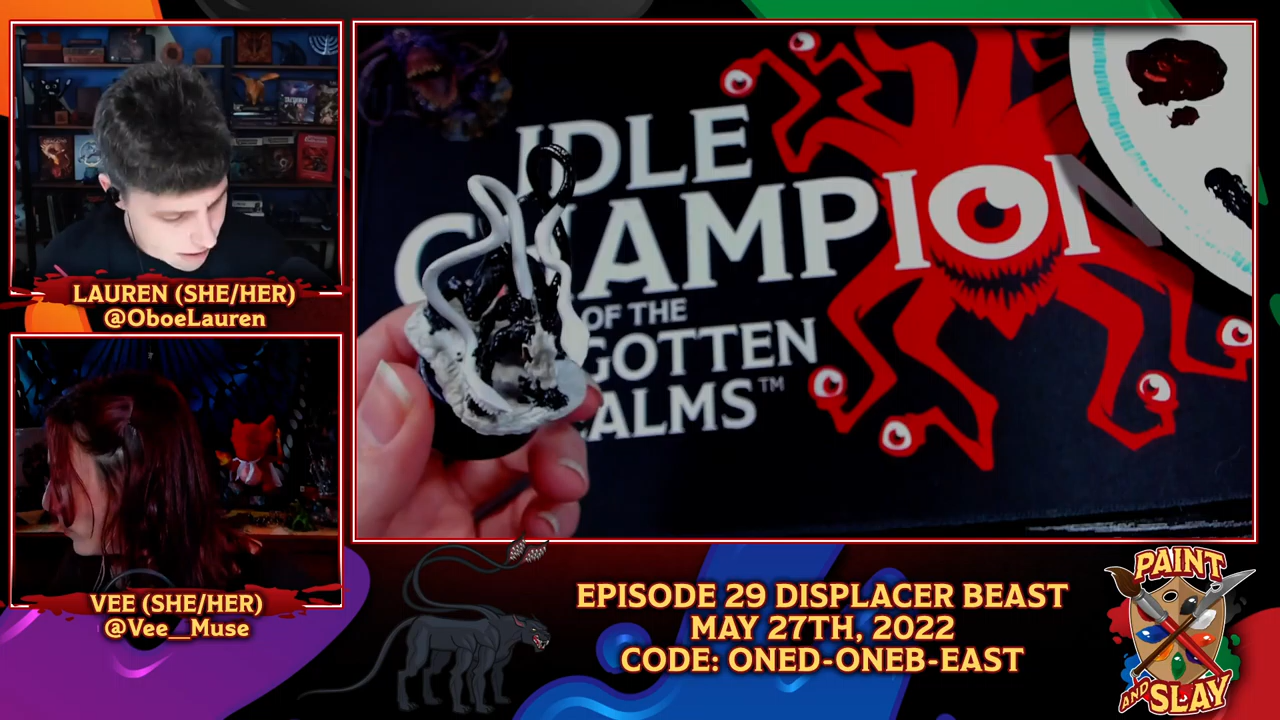 LAUREN (SHE/HER)
@OboeLauren
VEE (SHE/HER)
@Vee__Muse
IDLE
CHAMPION
OF THE
GOTTEN
ALMS™
EPISODE 29 DISPLACER BEAST
MAY 27TH, 2022
CODE: ONED-ONEB-EAST
PAINT
AND SLAY